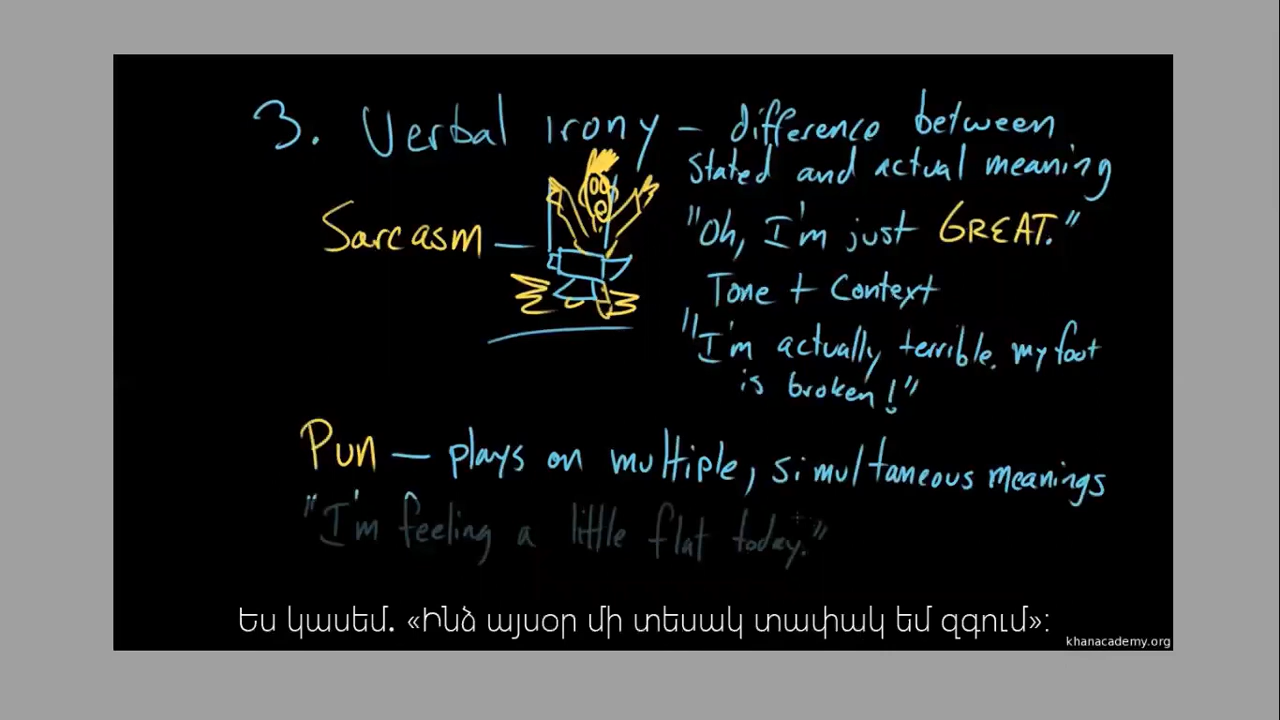 3. Verbal irony – difference between
stated and actual meaning
Sarcasm – "Oh, I'm just GREAT."
Tone + Context
"I'm actually terrible. my foot
is broken!"
Pun – plays on multiple, simultaneous meanings
"I'm feeling a little flat today."
Ես կասեմ. «Ինձ այսօր մի տեսակ տափակ եմ զգում»:
khanacademy.org